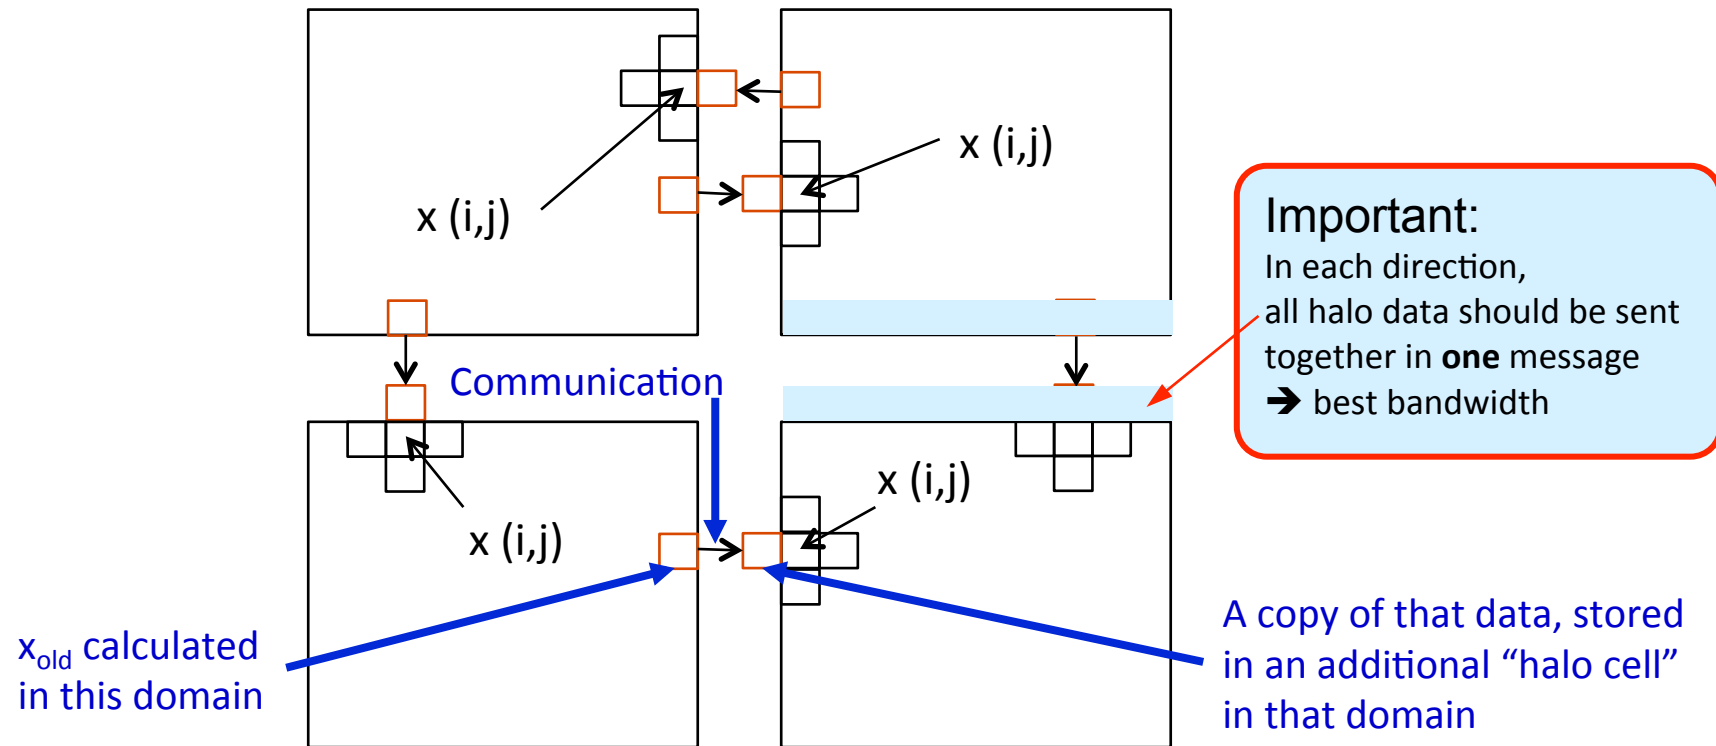 x (i,j)
x (i,j)
Important:
In each direction,
all halo data should be sent
together in one message
➔ best bandwidth
Communication
x (i,j)
x (i,j)
xold calculated
in this domain
A copy of that data, stored
in an additional “halo cell”
in that domain